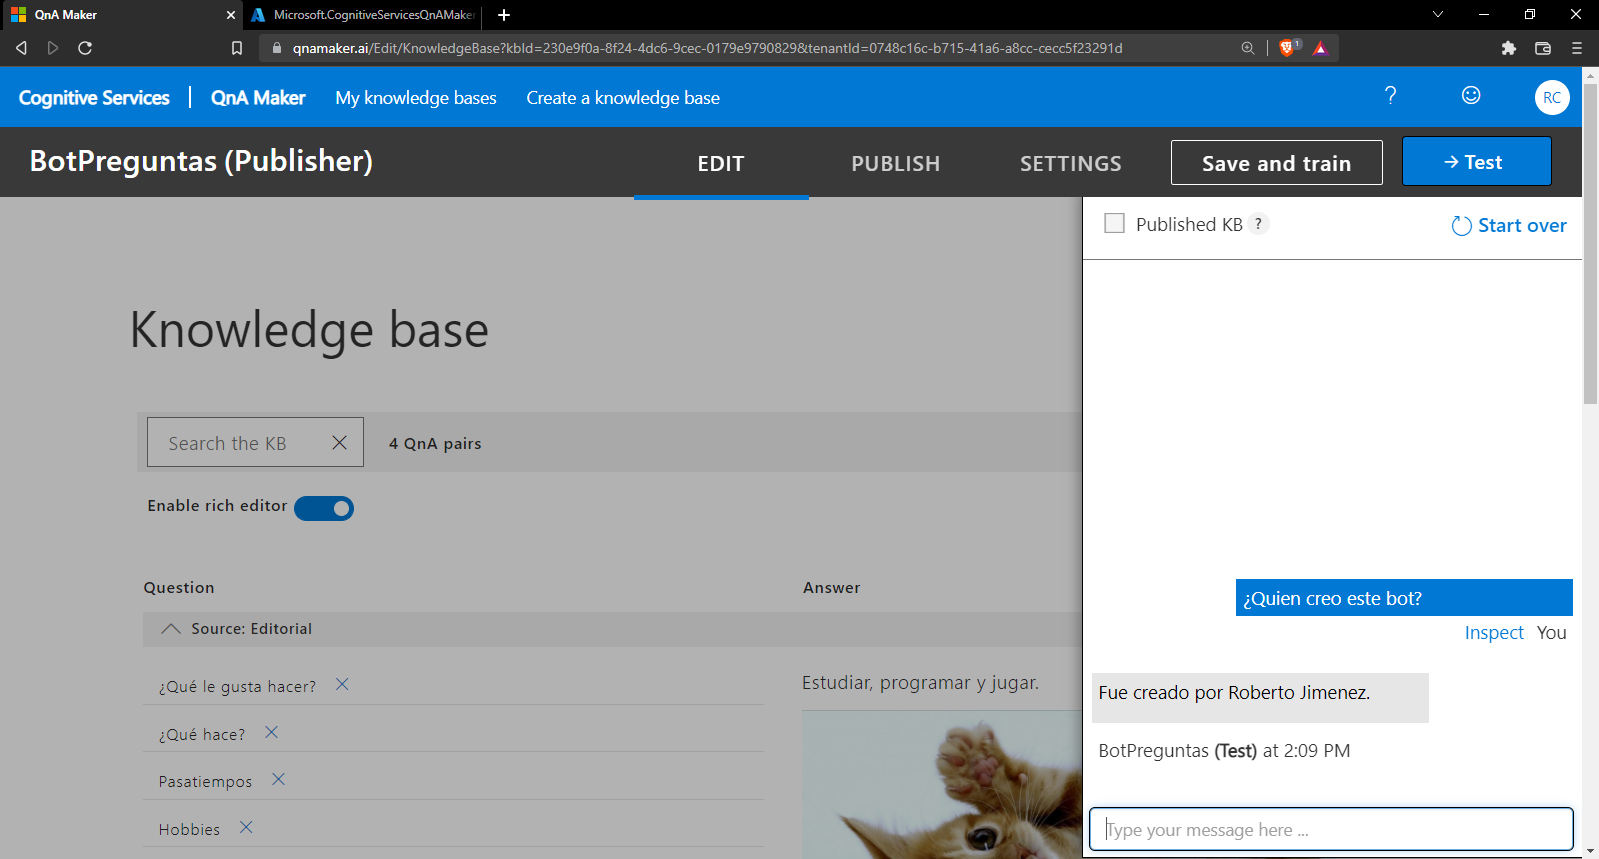 QnA Maker
Microsoft.CognitiveServicesQnAMake
qnamaker.ai/Edit/KnowledgeBase?kbId=230e9f0a-8f24-4dc6-9cec-0179e9790829&tenantId=0748c16c-b715-41a6-a8cc-cecc5f23291d
1
Cognitive Services
QnA Maker
My knowledge bases
Create a knowledge base
?
RC
BotPreguntas (Publisher)
EDIT
PUBLISH
SETTINGS
Save and train
→ Test
Published KB ?
Start over
Knowledge base
Search the KB
4 QnA pairs
Enable rich editor
Question
Answer
Source: Editorial
¿Qué le gusta hacer?
¿Qué hace?
Pasatiempos
Hobbies
Estudiar, programar y jugar.
¿Quien creo este bot?
Inspect You
Fue creado por Roberto Jimenez.
BotPreguntas (Test) at 2:09 PM
Type your message here ...